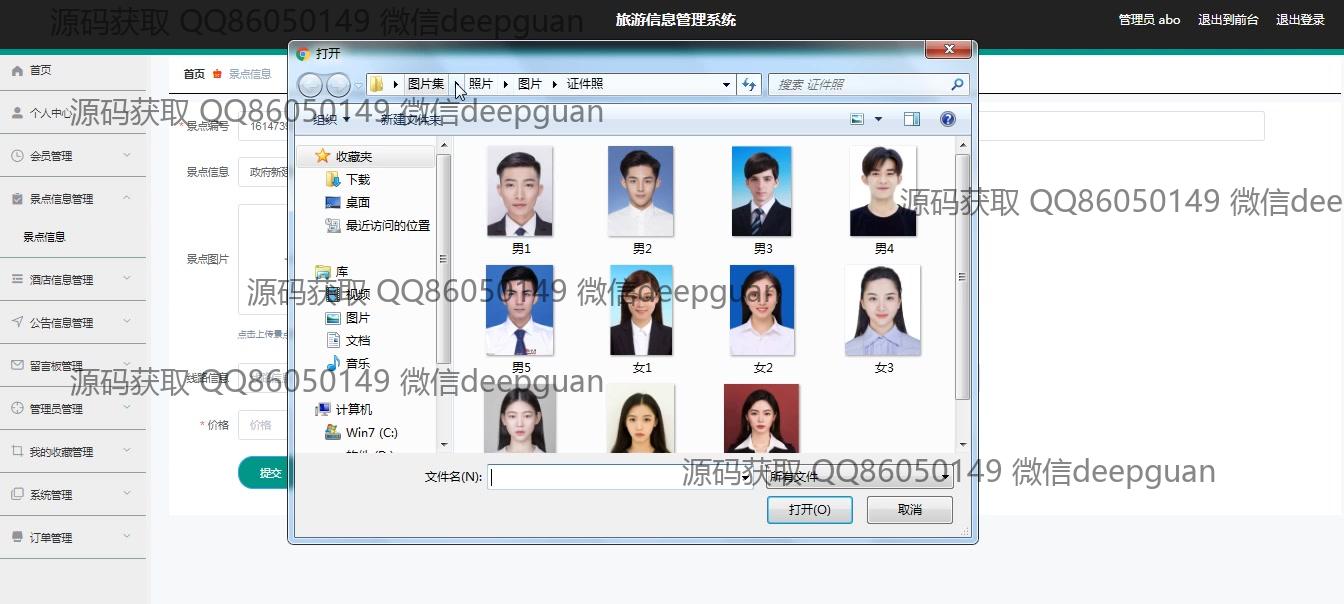 源码获取 QQ86050149 微信deepguan
旅游信息管理系统
管理员 abo 退出到前台 退出登录
打开
首页
首页 景点信息
图片集 照片 图片 证件照
搜索 证件照
个人中心
源码获取 QQ86050149 微信deepguan
* 景点编号 1614735
组织 新建文件夹
会员管理
收藏夹
景点信息 政府新建
下载
景点信息管理
桌面
源码获取 QQ86050149 微信dee
最近访问的位置
景点信息
男1 男2 男3 男4
景点图片
库
酒店信息管理
视频
源码获取 QQ86050149 微信deepguan
图片
公告信息管理
点击上传景点
文档
留言板管理
音乐
男5 女1 女2 女3
线路信息
源码获取 QQ86050149 微信deepguan
管理员管理
计算机
* 价格 价格
Win7 (C:)
我的收藏管理
提交
文件名(N):
所有文件
源码获取 QQ86050149 微信deepguan
系统管理
打开(O) 取消
订单管理